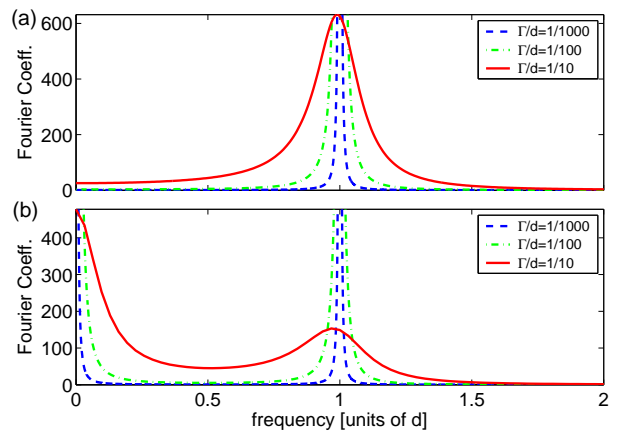 (a)
Fourier Coeff.
600
400
200
0
Γ/d=1/1000
Γ/d=1/100
Γ/d=1/10
(b)
Fourier Coeff.
400
300
200
100
0
Γ/d=1/1000
Γ/d=1/100
Γ/d=1/10
0 0.5 1 1.5 2
frequency [units of d]